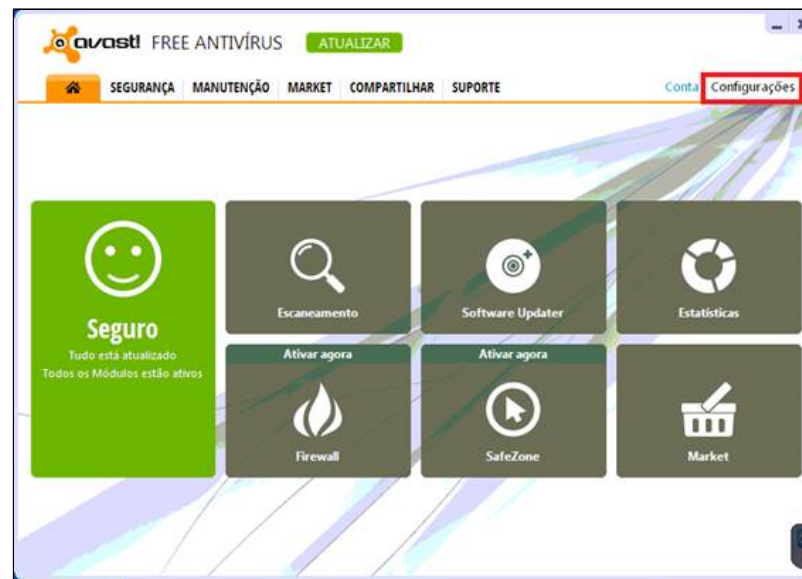 avast! FREE ANTIVÍRUS ATUALIZAR
SEGURANÇA MANUTENÇÃO MARKET COMPARTILHAR SUPORTE Conta Configurações
Seguro
Tudo está atualizado
Todos os Módulos estão ativos
Escaneamento
Software Updater
Estatísticas
Ativar agora
Firewall
Ativar agora
SafeZone
Market